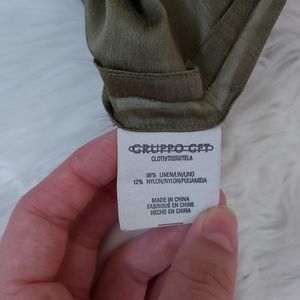 GRUPPO GFT
CLOTH/TISSU/TELA
88% LINEN/LIN/LINO
12% NYLON/NYLON/POLIAMIDA
MADE IN CHINA
FABRIQUÉ EN CHINE
HECHO EN CHINA